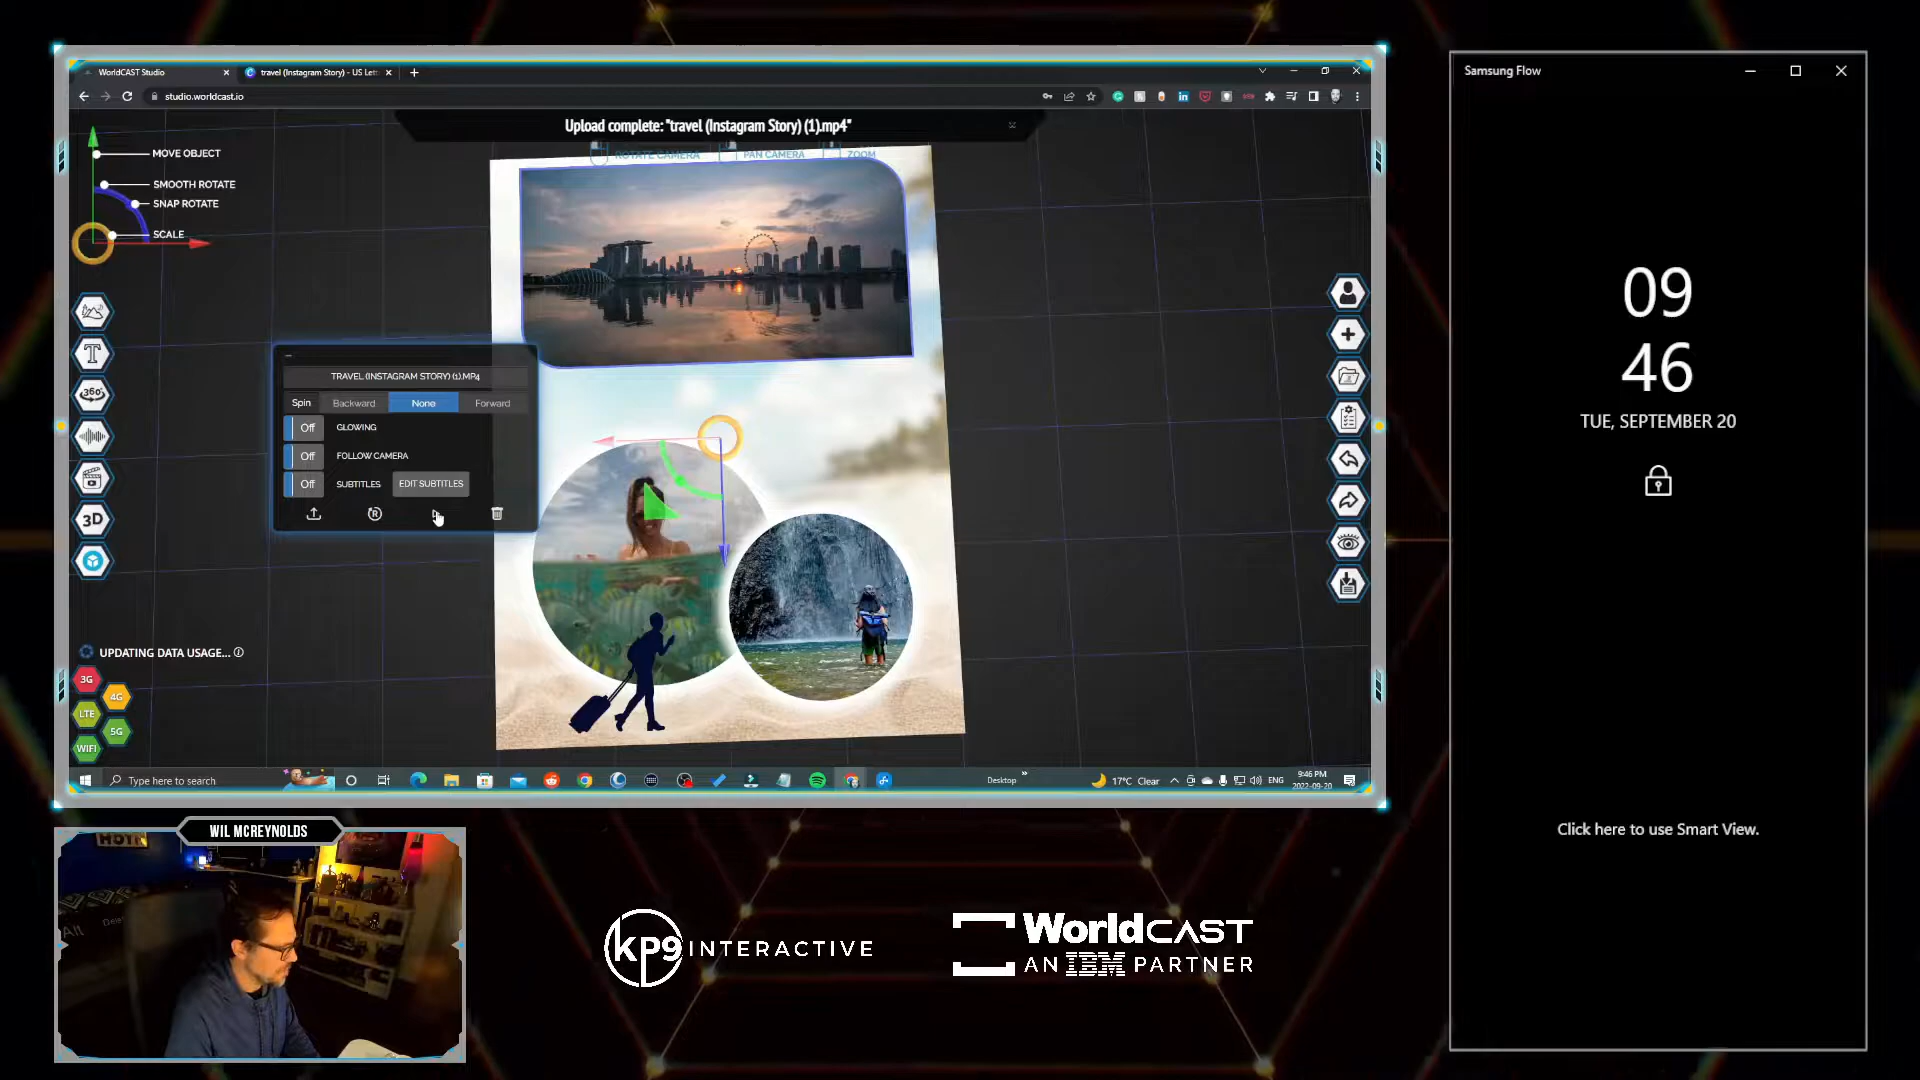 WorldCAST Studio
travel (Instagram Story) - US Lett
studio.worldcast.io
Upload complete: "travel (Instagram Story) (1).mp4"
ROTATE CAMERA
PAN CAMERA
ZOOM
MOVE OBJECT
SMOOTH ROTATE
SNAP ROTATE
SCALE
T
360°
3D
TRAVEL (INSTAGRAM STORY) (1).MP4
Spin
Backward
None
Forward
Off
GLOWING
Off
FOLLOW CAMERA
Off
SUBTITLES
EDIT SUBTITLES
UPDATING DATA USAGE...
3G
4G
LTE
5G
WIFI
Type here to search
Desktop
17°C Clear
ENG
9:46 PM
2022-09-20
Samsung Flow
09
46
TUE, SEPTEMBER 20
Click here to use Smart View.
WIL MCREYNOLDS
Alt
kp9 INTERACTIVE
WorldCAST
AN IBM PARTNER